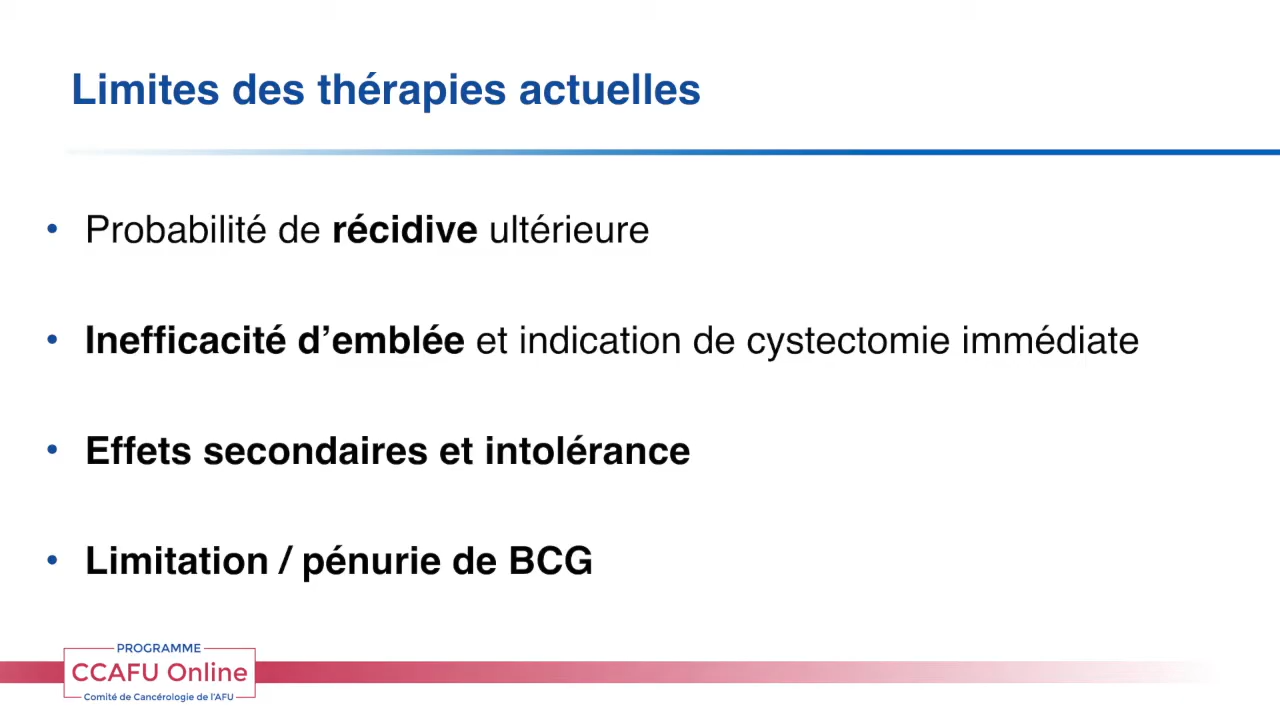 Limites des thérapies actuelles
• Probabilité de récidive ultérieure
• Inefficacité d’emblée et indication de cystectomie immédiate
• Effets secondaires et intolérance
• Limitation / pénurie de BCG
PROGRAMME
CCAFU Online
Comité de Cancérologie de l'AFU